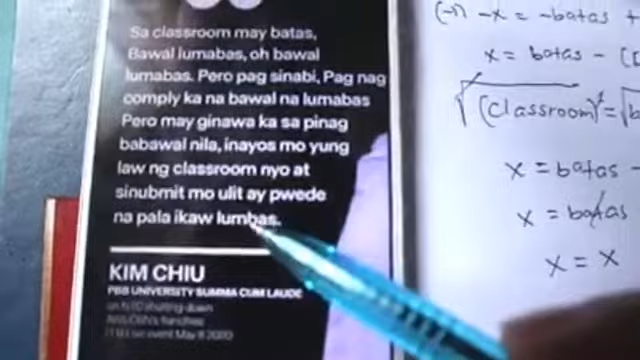 Sa classroom may batas,
Bawal lumabas, oh bawal
lumabas. Pero pag sinabi, Pag nag
comply ka na bawal na lumabas
Pero may ginawa ka sa pinag
babawal nila, inayos mo yung
law ng classroom nyo at
sinubmit mo ulit ay pwede
na pala ikaw lumbas.
KIM CHIU
PBB UNIVERSITY SUMMA CUM LAUDE
(-1) -x = -batas +
x = batas -
(classroom)² =
x = batas -
x = batas
x = x